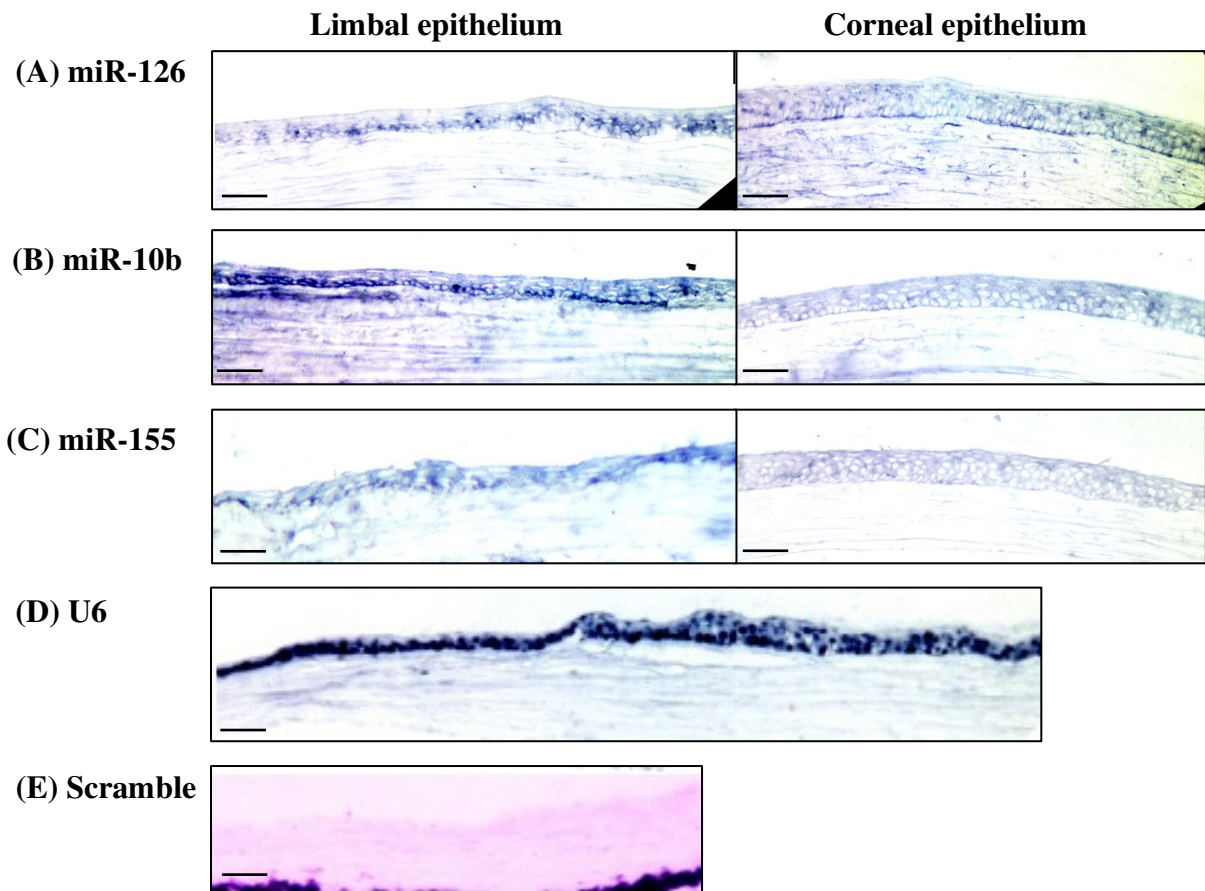 Limbal epithelium Corneal epithelium
(A) miR-126
(B) miR-10b
(C) miR-155
(D) U6
(E) Scramble